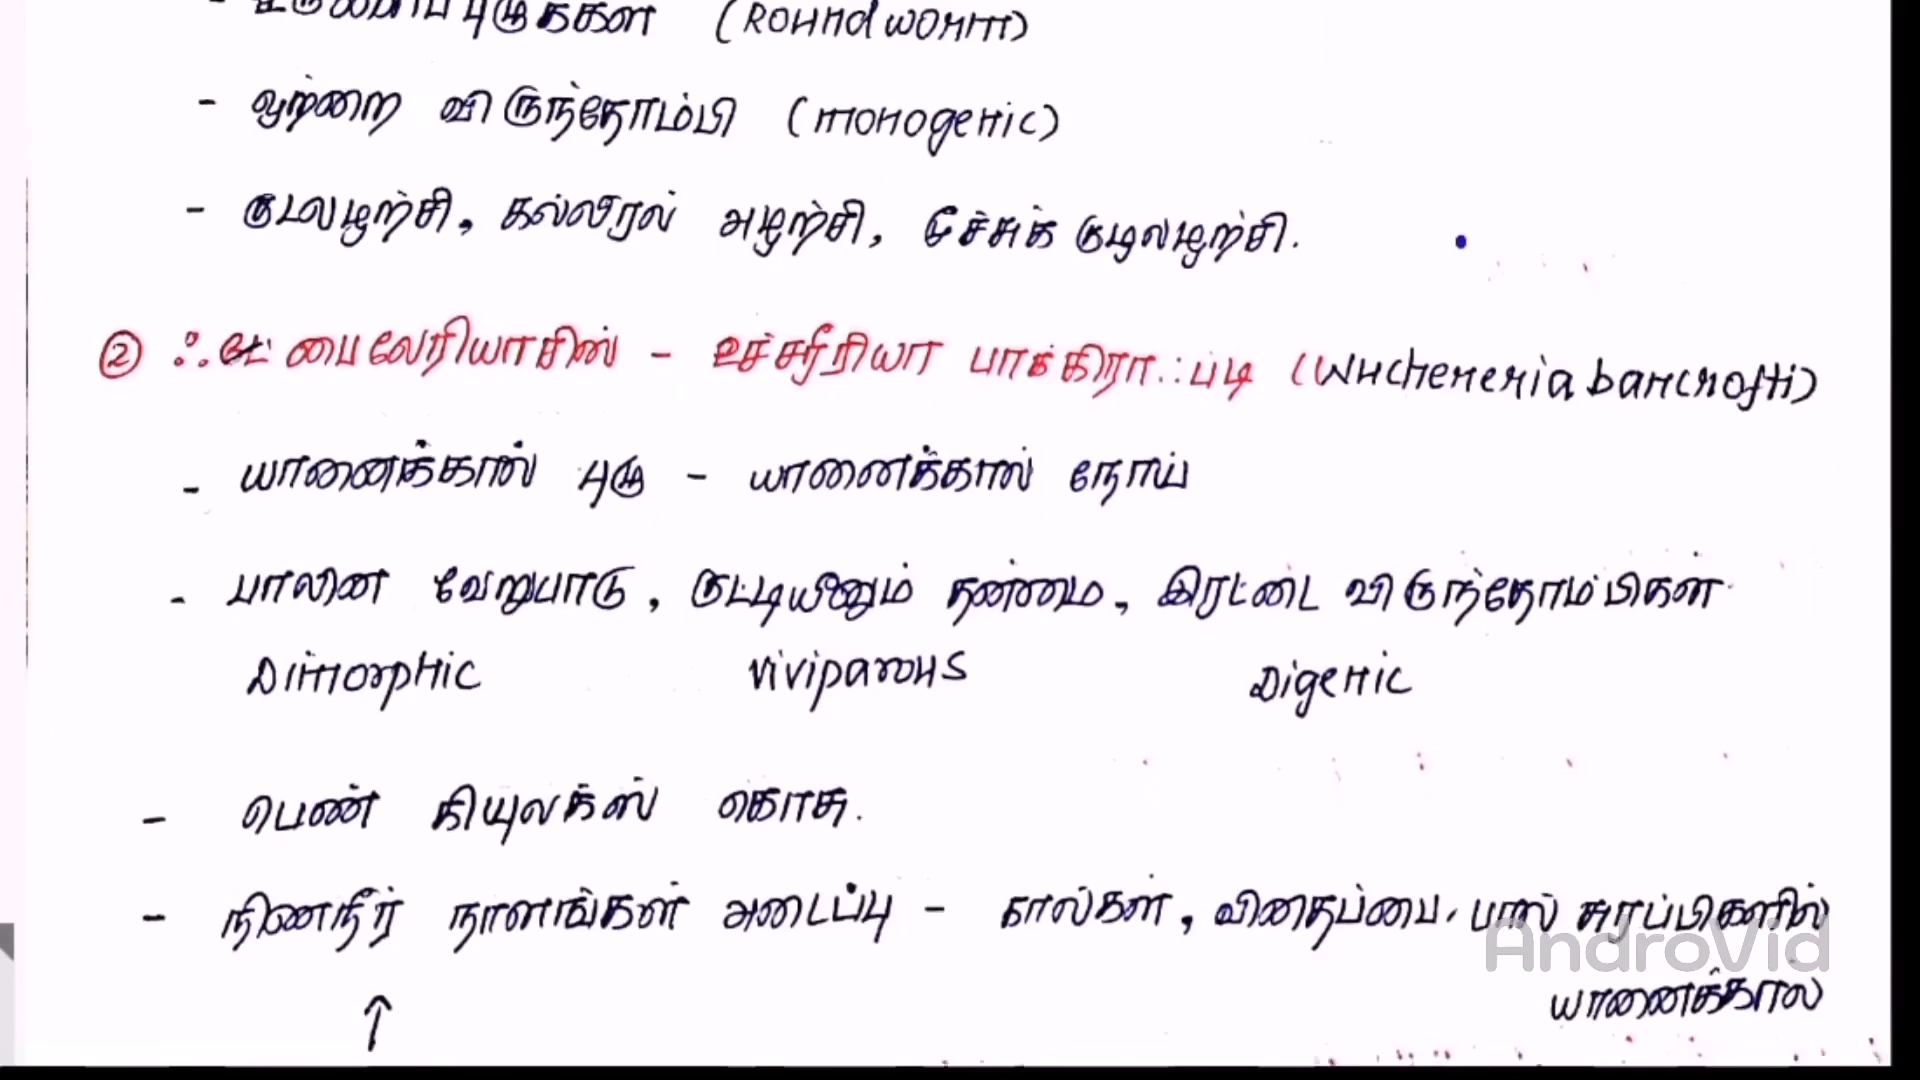 உருளைப்புழுக்கள் (Roundworm)
- ஒற்றை விருந்தோம்பி (monogenic)
- குடலழற்சி, கல்லீரல் அழற்சி, மூச்சுக் குழலழற்சி.
② ஃபைலேரியாசிஸ் - உச்சரீரியா பாக்கிராஃப்டி (Wuchereria bancrofti)
- யானைக்கால் புழு - யானைக்கால் நோய்
- பாலின வேறுபாடு, குட்டியீனும் தன்மை, இரட்டை விருந்தோம்பிகள்
Dimorphic viviparous Digenic
- பெண் கியுலக்ஸ் கொசு.
- நிணநீர் நாளங்கள் அடைப்பு - கால்கள், விதைப்பை, பால் சுரப்பிகளில்
AndroVid
யானைக்கால்
↑